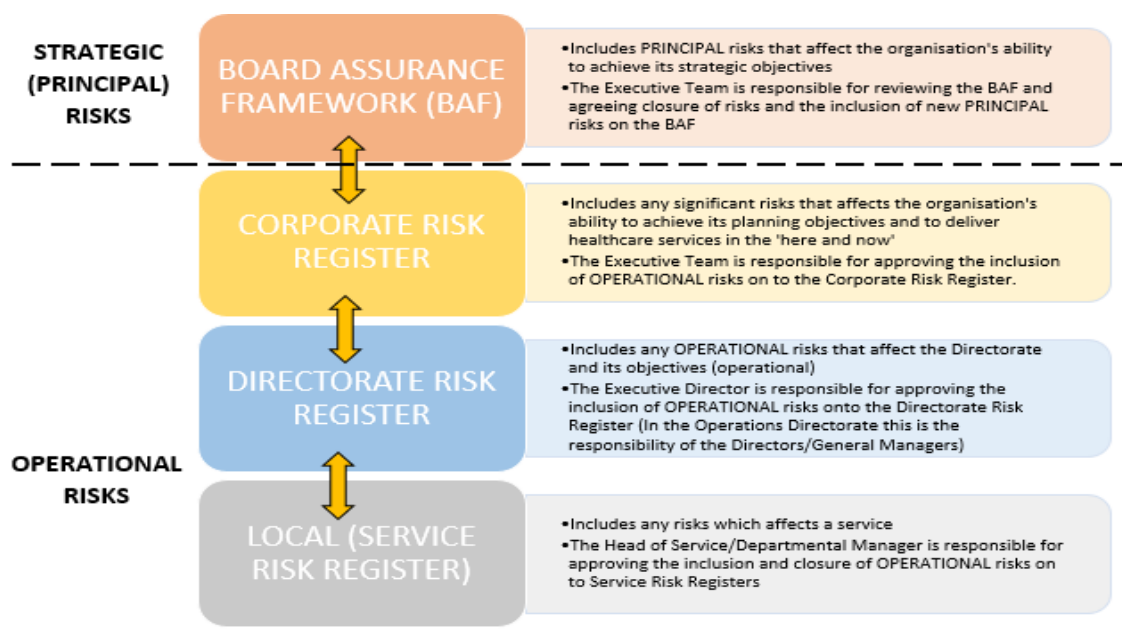 STRATEGIC
(PRINCIPAL)
RISKS
BOARD ASSURANCE
FRAMEWORK (BAF)
•Includes PRINCIPAL risks that affect the organisation's ability
to achieve its strategic objectives
•The Executive Team is responsible for reviewing the BAF and
agreeing closure of risks and the inclusion of new PRINCIPAL
risks on the BAF
CORPORATE RISK
REGISTER
•Includes any significant risks that affects the organisation's
ability to achieve its planning objectives and to deliver
healthcare services in the 'here and now'
•The Executive Team is responsible for approving the inclusion
of OPERATIONAL risks on to the Corporate Risk Register.
OPERATIONAL
RISKS
DIRECTORATE RISK
REGISTER
•Includes any OPERATIONAL risks that affect the Directorate
and its objectives (operational)
•The Executive Director is responsible for approving the
inclusion of OPERATIONAL risks onto the Directorate Risk
Register (In the Operations Directorate this is the
responsibility of the Directors/General Managers)
LOCAL (SERVICE
RISK REGISTER)
•Includes any risks which affects a service
•The Head of Service/Departmental Manager is responsible for
approving the inclusion and closure of OPERATIONAL risks on
to Service Risk Registers